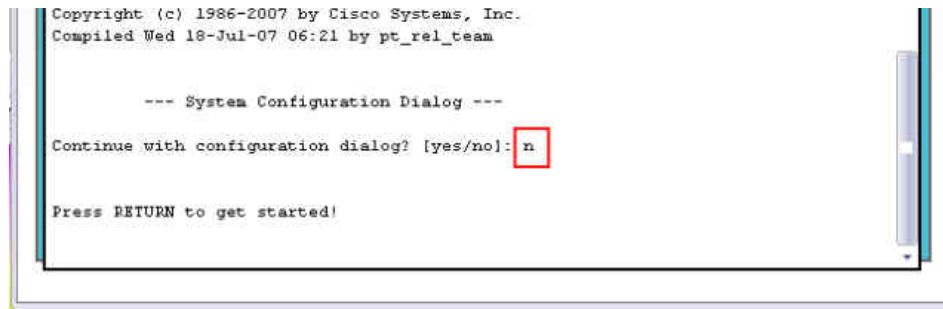 Copyright (c) 1986-2007 by Cisco Systems, Inc.
Compiled Wed 18-Jul-07 06:21 by pt_rel_team
--- System Configuration Dialog ---
Continue with configuration dialog? [yes/no]: n
Press RETURN to get started!